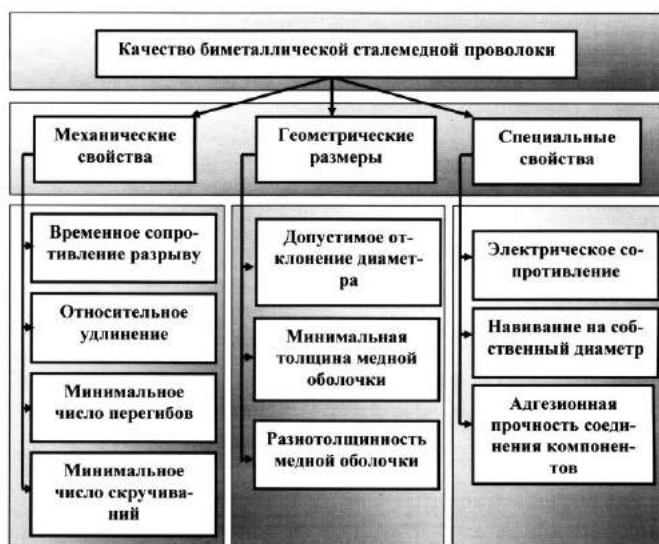 Качество биметаллической сталемедной проволоки
Механические
свойства
Геометрические
размеры
Специальные
свойства
Временное сопро-
тивление разрыву
Относительное
удлинение
Минимальное
число перегибов
Минимальное
число скручива-
ний
Допустимое от-
клонение диамет-
ра
Минимальная
толщина медной
оболочки
Разнотолщинность
медной оболочки
Электрическое со-
противление
Навивание на соб-
ственный диаметр
Адгезионная
прочность соеди-
нения компонен-
тов